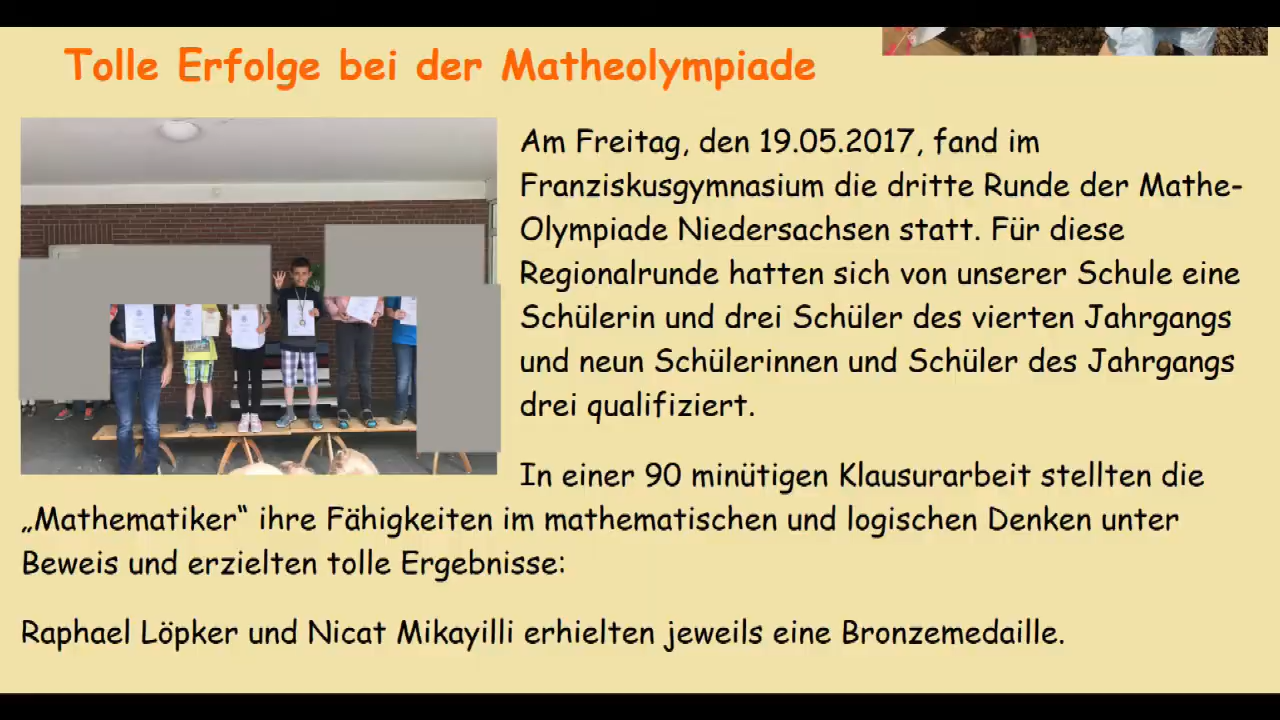 Tolle Erfolge bei der Matheolympiade
Am Freitag, den 19.05.2017, fand im
Franziskusgymnasium die dritte Runde der Mathe-
Olympiade Niedersachsen statt. Für diese
Regionalrunde hatten sich von unserer Schule eine
Schülerin und drei Schüler des vierten Jahrgangs
und neun Schülerinnen und Schüler des Jahrgangs
drei qualifiziert.
In einer 90 minütigen Klausurarbeit stellten die
„Mathematiker“ ihre Fähigkeiten im mathematischen und logischen Denken unter
Beweis und erzielten tolle Ergebnisse:
Raphael Löpker und Nicat Mikayilli erhielten jeweils eine Bronzemedaille.